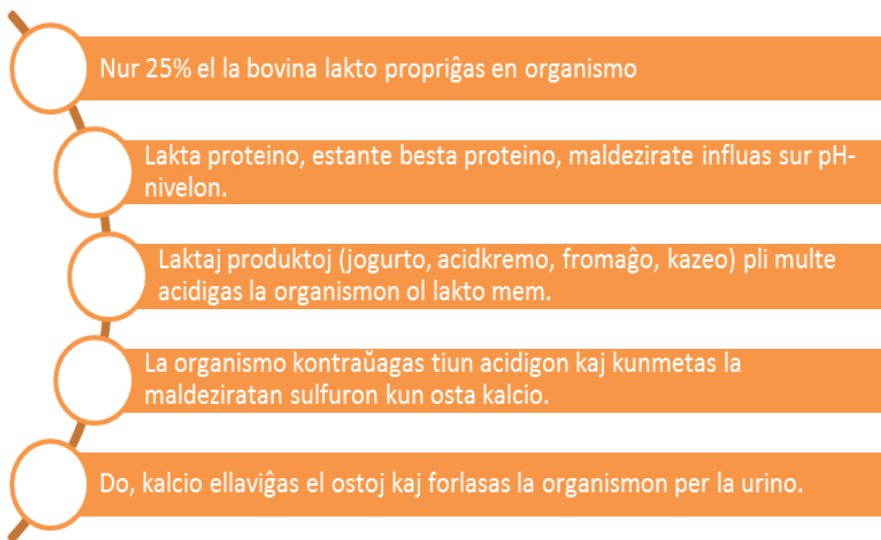 Nur 25% el la bovina lakto propriĝas en organismo
Lakta proteino, estante besta proteino, maldezirate influas sur pH-
nivelon.
Laktaj produktoj (jogurto, acidkremo, fromaĝo, kazeo) pli multe
acidigas la organismon ol lakto mem.
La organismo kontraŭagas tiun acidigon kaj kunmetas la
maldeziratan sulfuron kun osta kalcio.
Do, kalcio ellaviĝas el ostoj kaj forlasas la organismon per la urino.